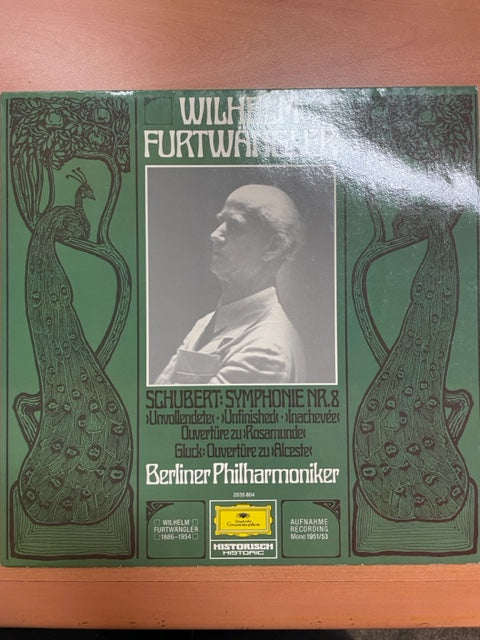 WILHELM
FURTWÄNGLER
SCHUBERT: SYMPHONIE NR. 8
›Unvollendete‹ · ›Unfinished‹ · ›Inachevée‹
Ouvertüre zu ›Rosamunde‹
Gluck: Ouvertüre zu ›Alceste‹
Berliner Philharmoniker
2535 804
WILHELM
FURTWÄNGLER
1886–1954
Deutsche
Grammophon
HISTORISCH
HISTORIC
AUFNAHME
RECORDING
Mono 1951/53